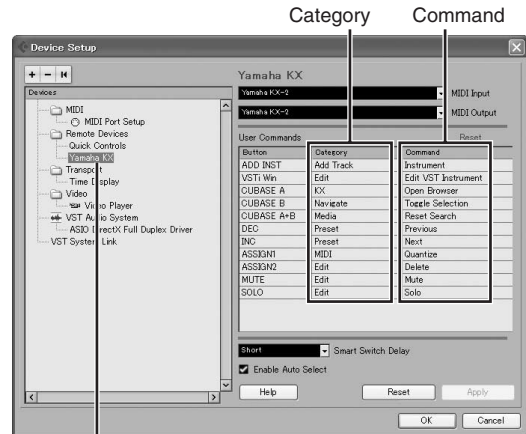 Category Command
Device Setup
Devices
MIDI
MIDI Port Setup
Remote Devices
Quick Controls
Yamaha KX
Transport
Time Display
Video
Video Player
VST Audio System
ASIO DirectX Full Duplex Driver
VST System Link
Yamaha KX
Yamaha KX-2 MIDI Input
Yamaha KX-2 MIDI Output
User Commands Reset
Button Category Command
ADD INST Add Track Instrument
VSTi Win Edit Edit VST Instrument
CUBASE A KX Open Browser
CUBASE B Navigate Toggle Selection
CUBASE A+B Media Reset Search
DEC Preset Previous
INC Preset Next
ASSIGN1 MIDI Quantize
ASSIGN2 Edit Delete
MUTE Edit Mute
SOLO Edit Solo
Short Smart Switch Delay
Enable Auto Select
Help Reset Apply
OK Cancel